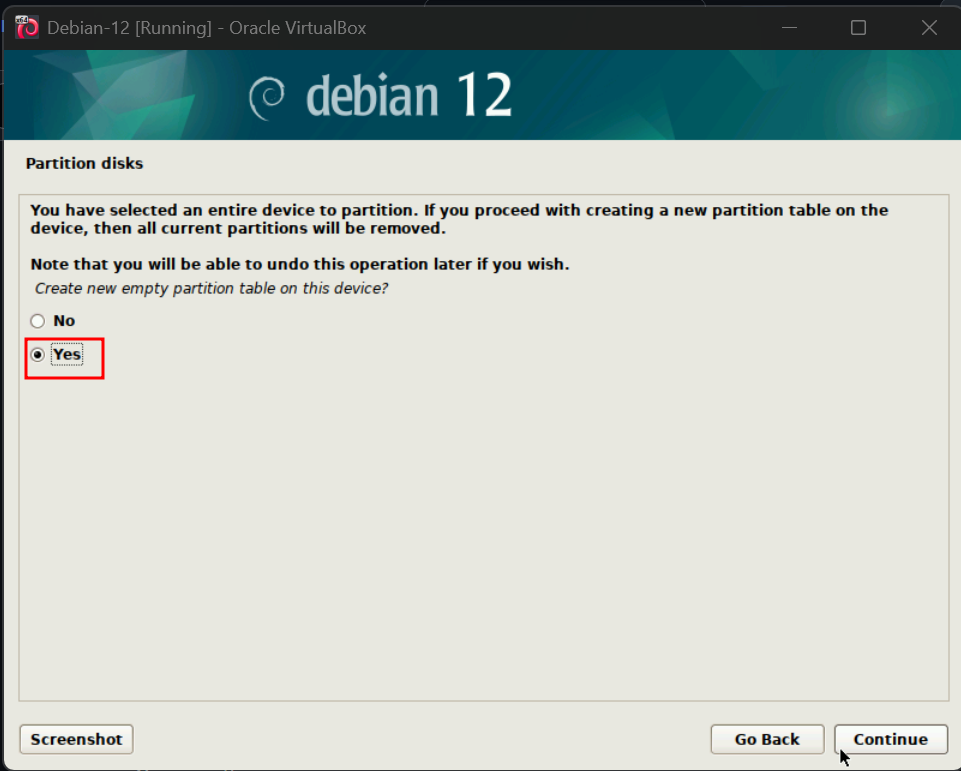 x64
Debian-12 [Running] - Oracle VirtualBox
debian 12
Partition disks
You have selected an entire device to partition. If you proceed with creating a new partition table on the
device, then all current partitions will be removed.
Note that you will be able to undo this operation later if you wish.
Create new empty partition table on this device?
No
Yes
Screenshot
Go Back
Continue